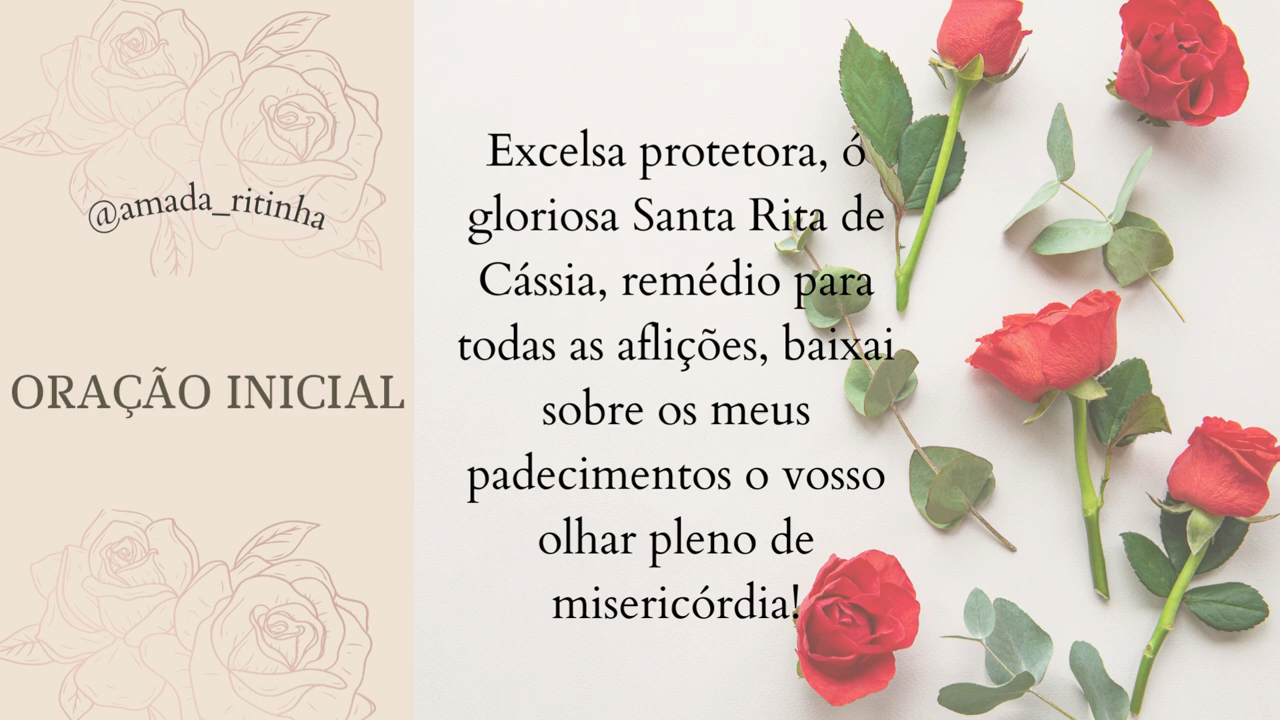 @amada_ritinha
ORAÇÃO INICIAL
Excelsa protetora, ó
gloriosa Santa Rita de
Cássia, remédio para
todas as aflições, baixai
sobre os meus
padecimentos o vosso
olhar pleno de
misericórdia!